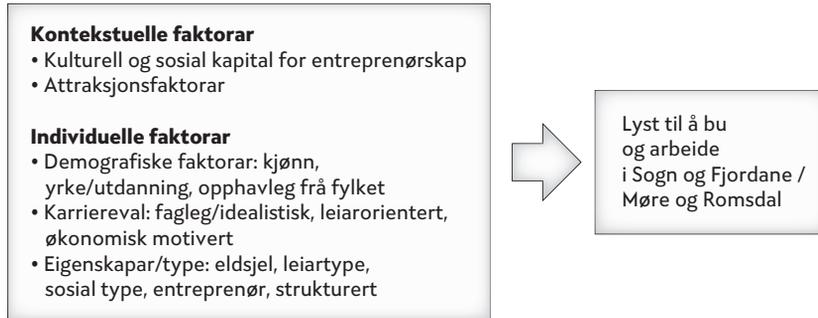 Kontekstuelle faktorar
• Kulturell og sosial kapital for entreprenørskap
• Attraksjonsfaktorar
Individuelle faktorar
• Demografiske faktorar: kjønn,
yrke/utdanning, opphavleg frå fylket
• Karriereval: fagleg/idealistisk, leiarorientert,
økonomisk motivert
• Eigenskapar/type: eldsjel, leiartype,
sosial type, entreprenør, strukturert
Lyst til å bu
og arbeide
i Sogn og Fjordane /
Møre og Romsdal